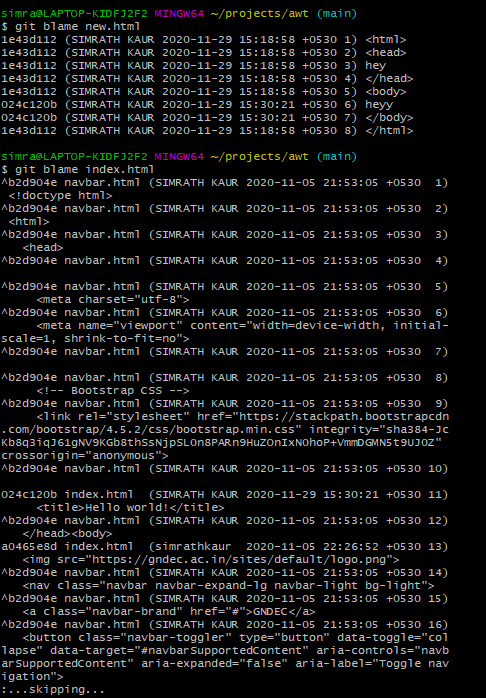 simra@LAPTOP-KIDFJ2F2 MINGW64 ~/projects/awt (main)
$ git blame new.html
1e43d112 (SIMRATH KAUR 2020-11-29 15:18:58 +0530 1) <html>
1e43d112 (SIMRATH KAUR 2020-11-29 15:18:58 +0530 2) <head>
1e43d112 (SIMRATH KAUR 2020-11-29 15:18:58 +0530 3) hey
1e43d112 (SIMRATH KAUR 2020-11-29 15:18:58 +0530 4) </head>
1e43d112 (SIMRATH KAUR 2020-11-29 15:18:58 +0530 5) <body>
024c120b (SIMRATH KAUR 2020-11-29 15:30:21 +0530 6) heyy
024c120b (SIMRATH KAUR 2020-11-29 15:30:21 +0530 7) </body>
1e43d112 (SIMRATH KAUR 2020-11-29 15:18:58 +0530 8) </html>
simra@LAPTOP-KIDFJ2F2 MINGW64 ~/projects/awt (main)
$ git blame index.html
^b2d904e navbar.html (SIMRATH KAUR 2020-11-05 21:53:05 +0530  1)
<!doctype html>
^b2d904e navbar.html (SIMRATH KAUR 2020-11-05 21:53:05 +0530  2)
<html>
^b2d904e navbar.html (SIMRATH KAUR 2020-11-05 21:53:05 +0530  3)
<head>
^b2d904e navbar.html (SIMRATH KAUR 2020-11-05 21:53:05 +0530  4)
^b2d904e navbar.html (SIMRATH KAUR 2020-11-05 21:53:05 +0530  5)
<meta charset="utf-8">
^b2d904e navbar.html (SIMRATH KAUR 2020-11-05 21:53:05 +0530  6)
<meta name="viewport" content="width=device-width, initial-
scale=1, shrink-to-fit=no">
^b2d904e navbar.html (SIMRATH KAUR 2020-11-05 21:53:05 +0530  7)
^b2d904e navbar.html (SIMRATH KAUR 2020-11-05 21:53:05 +0530  8)
<!-- Bootstrap CSS -->
^b2d904e navbar.html (SIMRATH KAUR 2020-11-05 21:53:05 +0530  9)
<link rel="stylesheet" href="https://stackpath.bootstrapcdn
.com/bootstrap/4.5.2/css/bootstrap.min.css" integrity="sha384-Jc
Kb8q3iqJ61gNV9KGb8thSsNjpSL0n8PARn9HuZOnIxN0hoP+VmmDGMN5t9UJ0Z"
crossorigin="anonymous">
^b2d904e navbar.html (SIMRATH KAUR 2020-11-05 21:53:05 +0530 10)
024c120b index.html  (SIMRATH KAUR 2020-11-29 15:30:21 +0530 11)
<title>Hello world!</title>
^b2d904e navbar.html (SIMRATH KAUR 2020-11-05 21:53:05 +0530 12)
</head><body>
a0465e8d index.html  (simrathkaur  2020-11-05 22:26:52 +0530 13)
<img src="https://gndec.ac.in/sites/default/logo.png">
^b2d904e navbar.html (SIMRATH KAUR 2020-11-05 21:53:05 +0530 14)
<nav class="navbar navbar-expand-lg navbar-light bg-light">
^b2d904e navbar.html (SIMRATH KAUR 2020-11-05 21:53:05 +0530 15)
<a class="navbar-brand" href="#">GNDEC</a>
^b2d904e navbar.html (SIMRATH KAUR 2020-11-05 21:53:05 +0530 16)
<button class="navbar-toggler" type="button" data-toggle="col
lapse" data-target="#navbarSupportedContent" aria-controls="navb
arSupportedContent" aria-expanded="false" aria-label="Toggle nav
igation">
:...skipping...